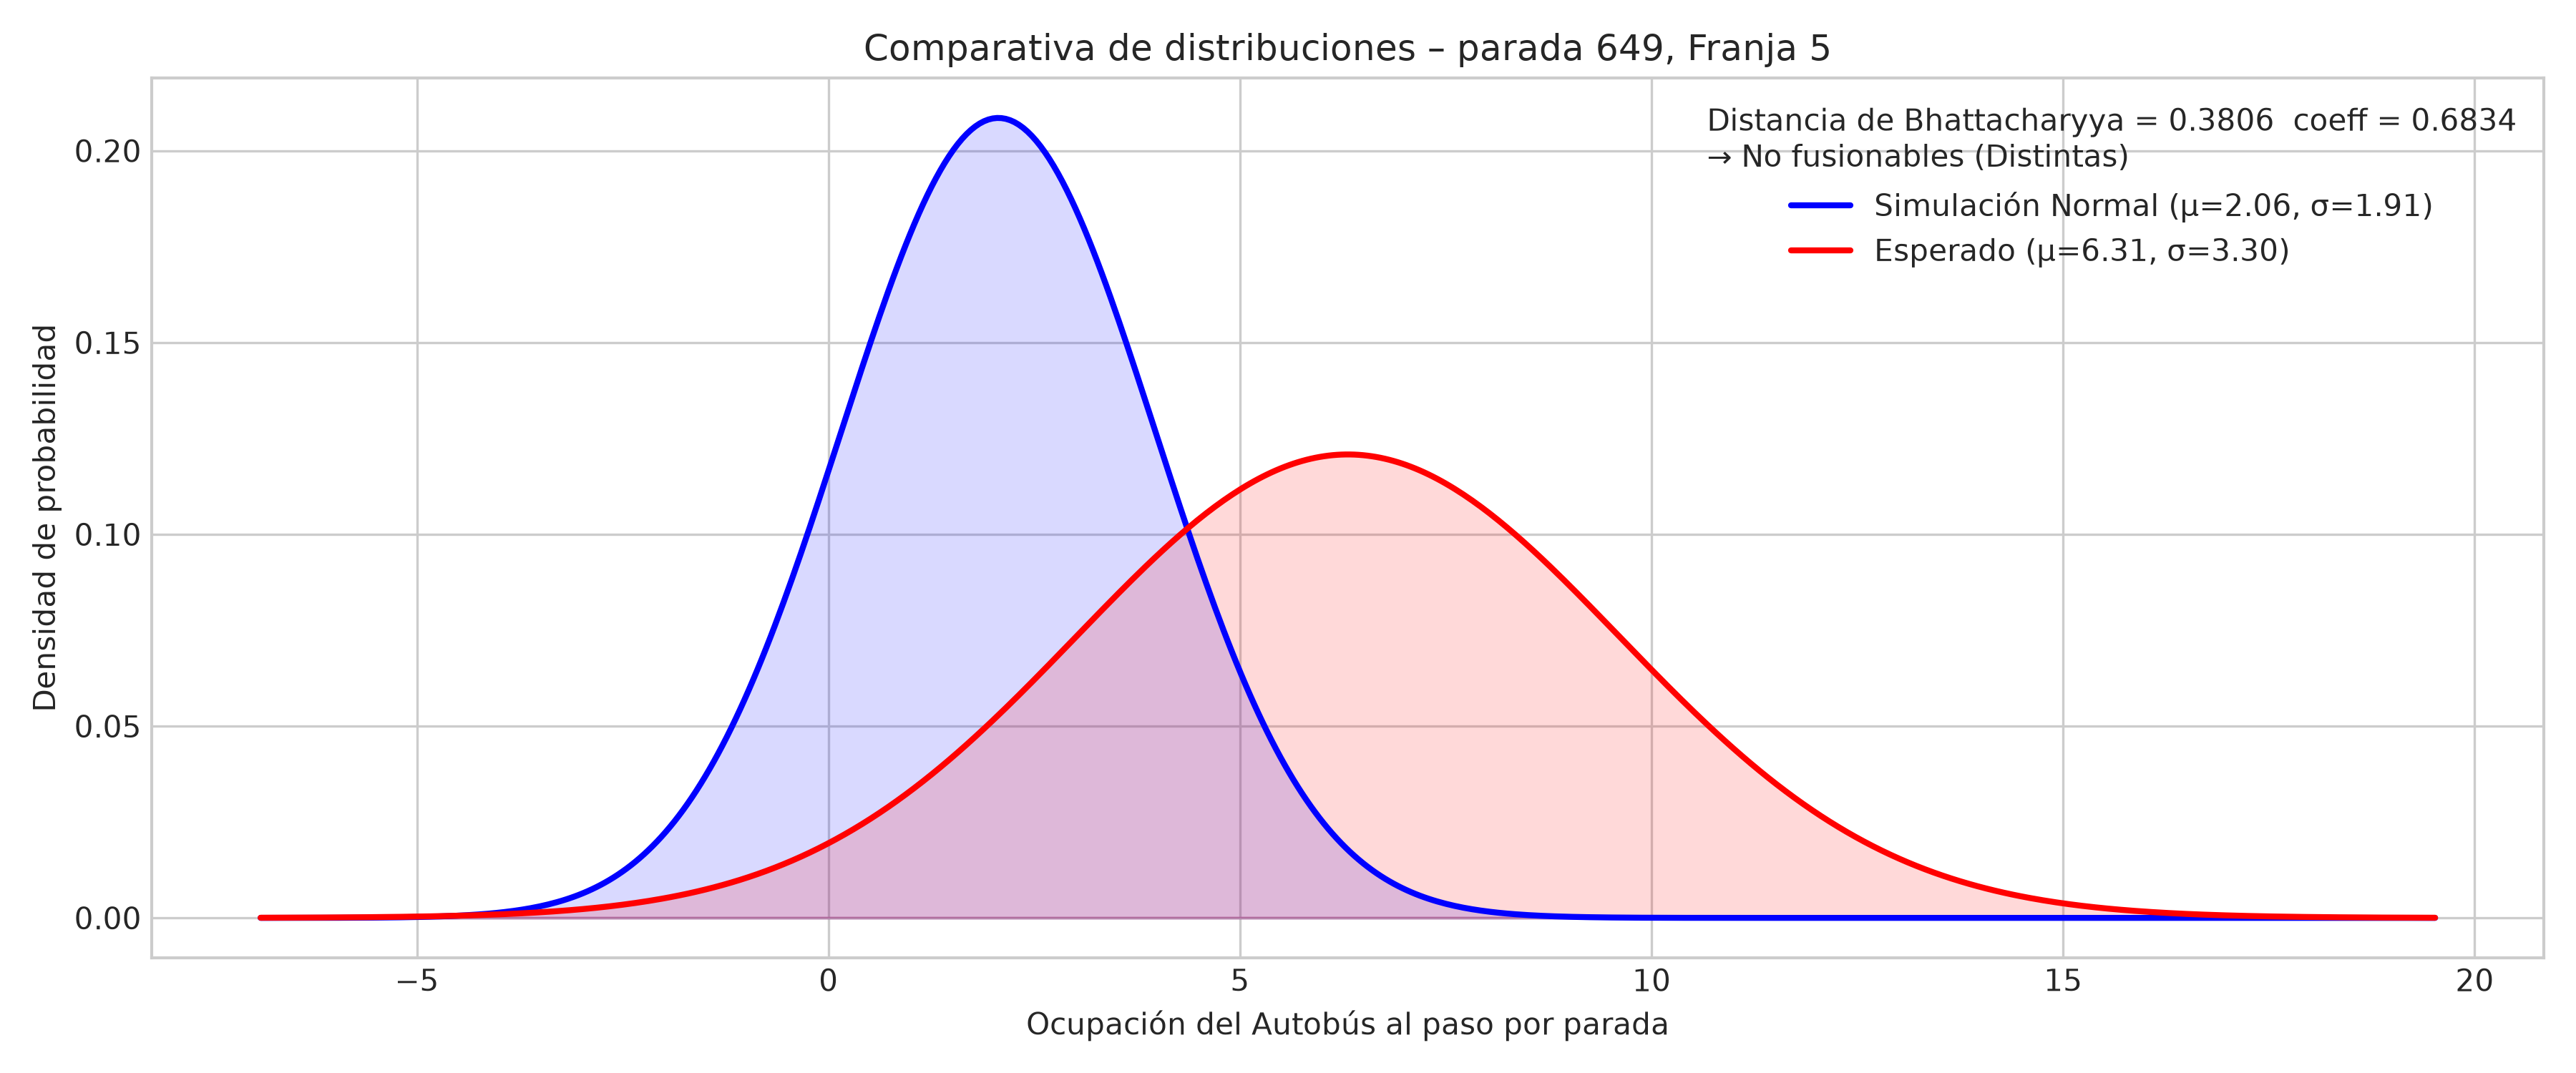 Comparativa de distribuciones – parada 649, Franja 5
Distancia de Bhattacharyya = 0.3806  coeff = 0.6834
→ No fusionables (Distintas)
Simulación Normal (μ=2.06, σ=1.91)
Esperado (μ=6.31, σ=3.30)
Densidad de probabilidad
0.20
0.15
0.10
0.05
0.00
−5 0 5 10 15 20
Ocupación del Autobús al paso por parada